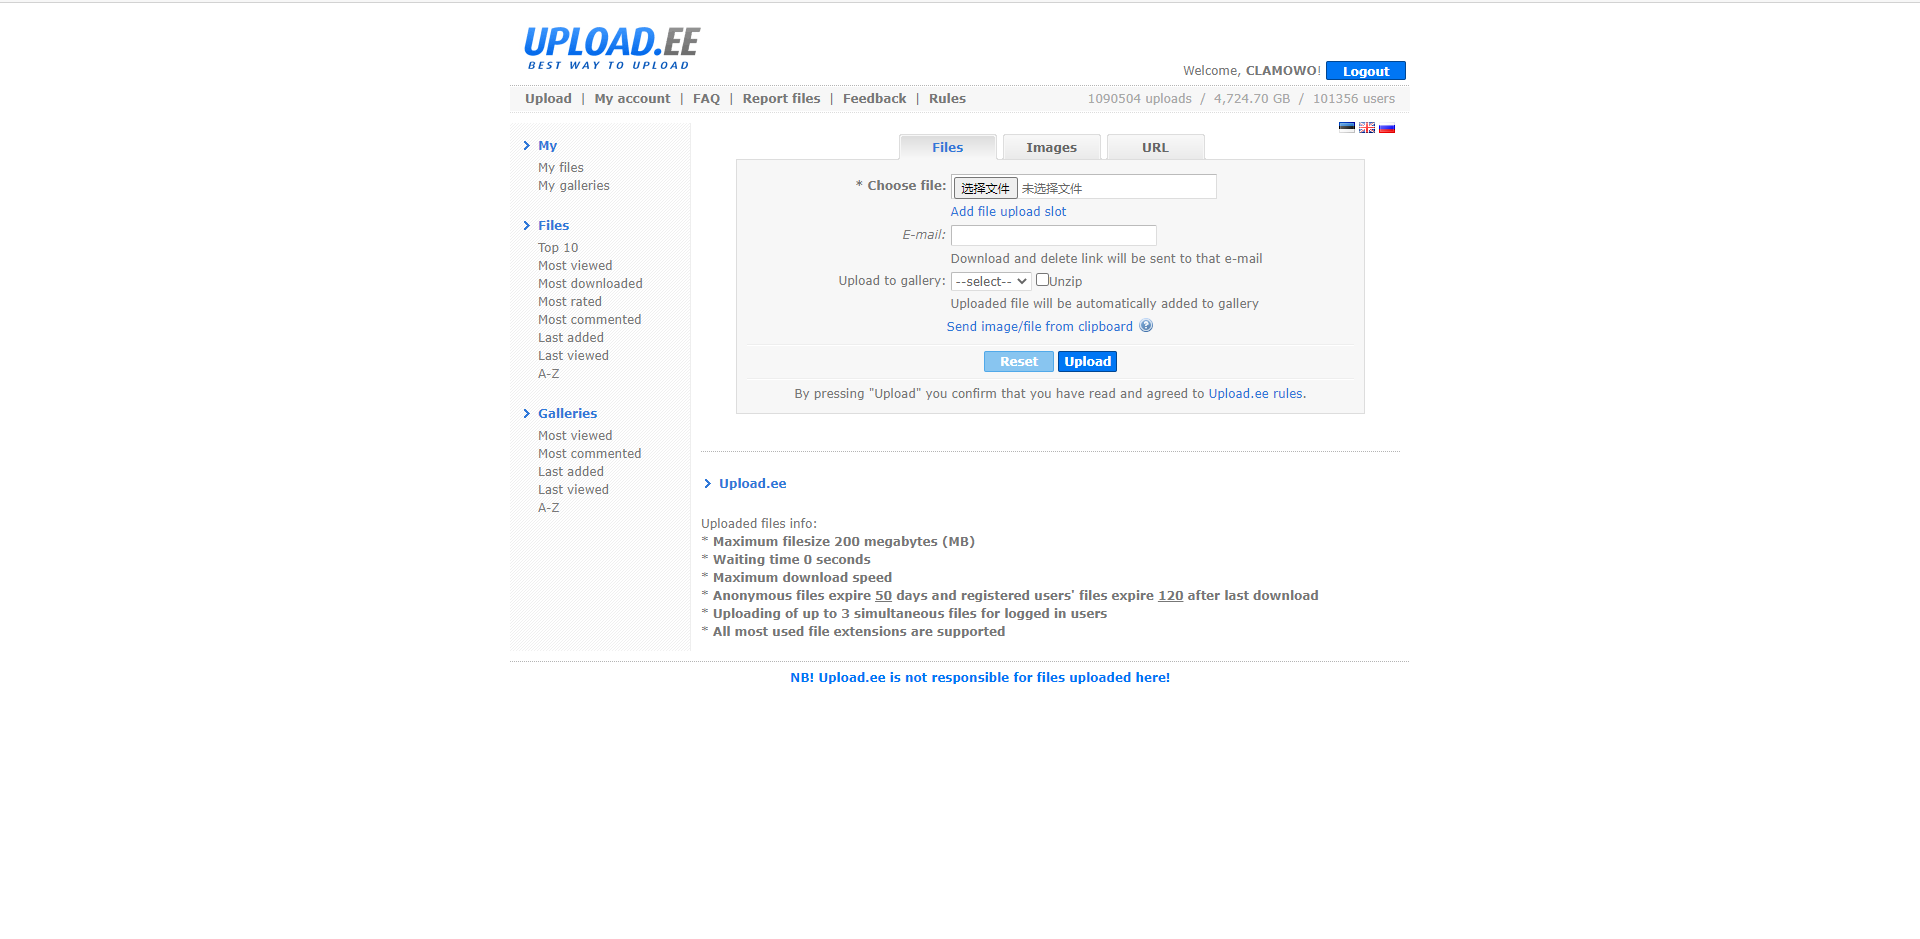 UPLOAD.EE
BEST WAY TO UPLOAD
Welcome, CLAMOWO! Logout
Upload | My account | FAQ | Report files | Feedback | Rules 1090504 uploads / 4,724.70 GB / 101356 users
My
My files
My galleries
Files
Top 10
Most viewed
Most downloaded
Most rated
Most commented
Last added
Last viewed
A-Z
Galleries
Most viewed
Most commented
Last added
Last viewed
A-Z
Files Images URL
* Choose file: 选择文件 未选择文件
Add file upload slot
E-mail:
Download and delete link will be sent to that e-mail
Upload to gallery: --select-- Unzip
Uploaded file will be automatically added to gallery
Send image/file from clipboard ?
Reset Upload
By pressing "Upload" you confirm that you have read and agreed to Upload.ee rules.
Upload.ee
Uploaded files info:
* Maximum filesize 200 megabytes (MB)
* Waiting time 0 seconds
* Maximum download speed
* Anonymous files expire 50 days and registered users' files expire 120 after last download
* Uploading of up to 3 simultaneous files for logged in users
* All most used file extensions are supported
NB! Upload.ee is not responsible for files uploaded here!